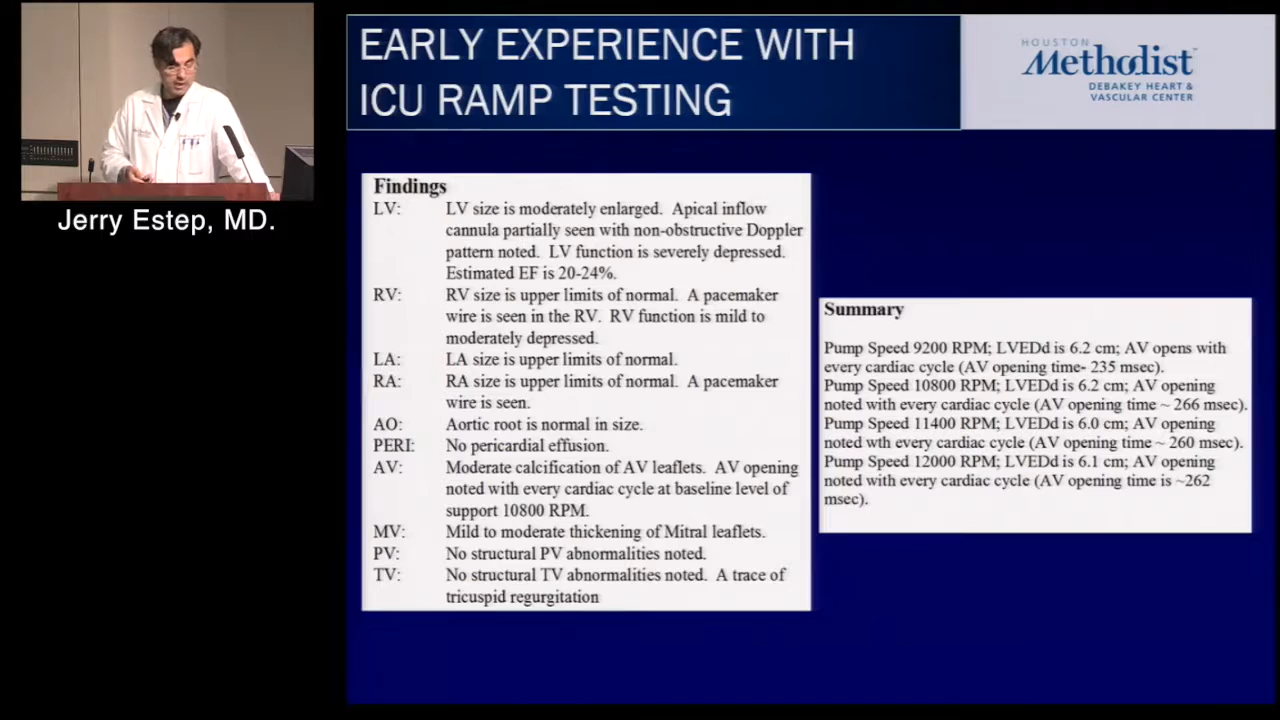 EARLY EXPERIENCE WITH
ICU RAMP TESTING
HOUSTON
Methodist
DEBAKEY HEART &
VASCULAR CENTER
Jerry Estep, MD.
Findings
LV: LV size is moderately enlarged. Apical inflow
cannula partially seen with non-obstructive Doppler
pattern noted. LV function is severely depressed.
Estimated EF is 20-24%.
RV: RV size is upper limits of normal. A pacemaker
wire is seen in the RV. RV function is mild to
moderately depressed.
LA: LA size is upper limits of normal.
RA: RA size is upper limits of normal. A pacemaker
wire is seen.
AO: Aortic root is normal in size.
PERI: No pericardial effusion.
AV: Moderate calcification of AV leaflets. AV opening
noted with every cardiac cycle at baseline level of
support 10800 RPM.
MV: Mild to moderate thickening of Mitral leaflets.
PV: No structural PV abnormalities noted.
TV: No structural TV abnormalities noted. A trace of
tricuspid regurgitation
Summary
Pump Speed 9200 RPM; LVEDd is 6.2 cm; AV opens with
every cardiac cycle (AV opening time- 235 msec).
Pump Speed 10800 RPM; LVEDd is 6.2 cm; AV opening
noted with every cardiac cycle (AV opening time ~ 266 msec).
Pump Speed 11400 RPM; LVEDd is 6.0 cm; AV opening
noted wth every cardiac cycle (AV opening time ~ 260 msec).
Pump Speed 12000 RPM; LVEDd is 6.1 cm; AV opening
noted with every cardiac cycle (AV opening time is ~262
msec).